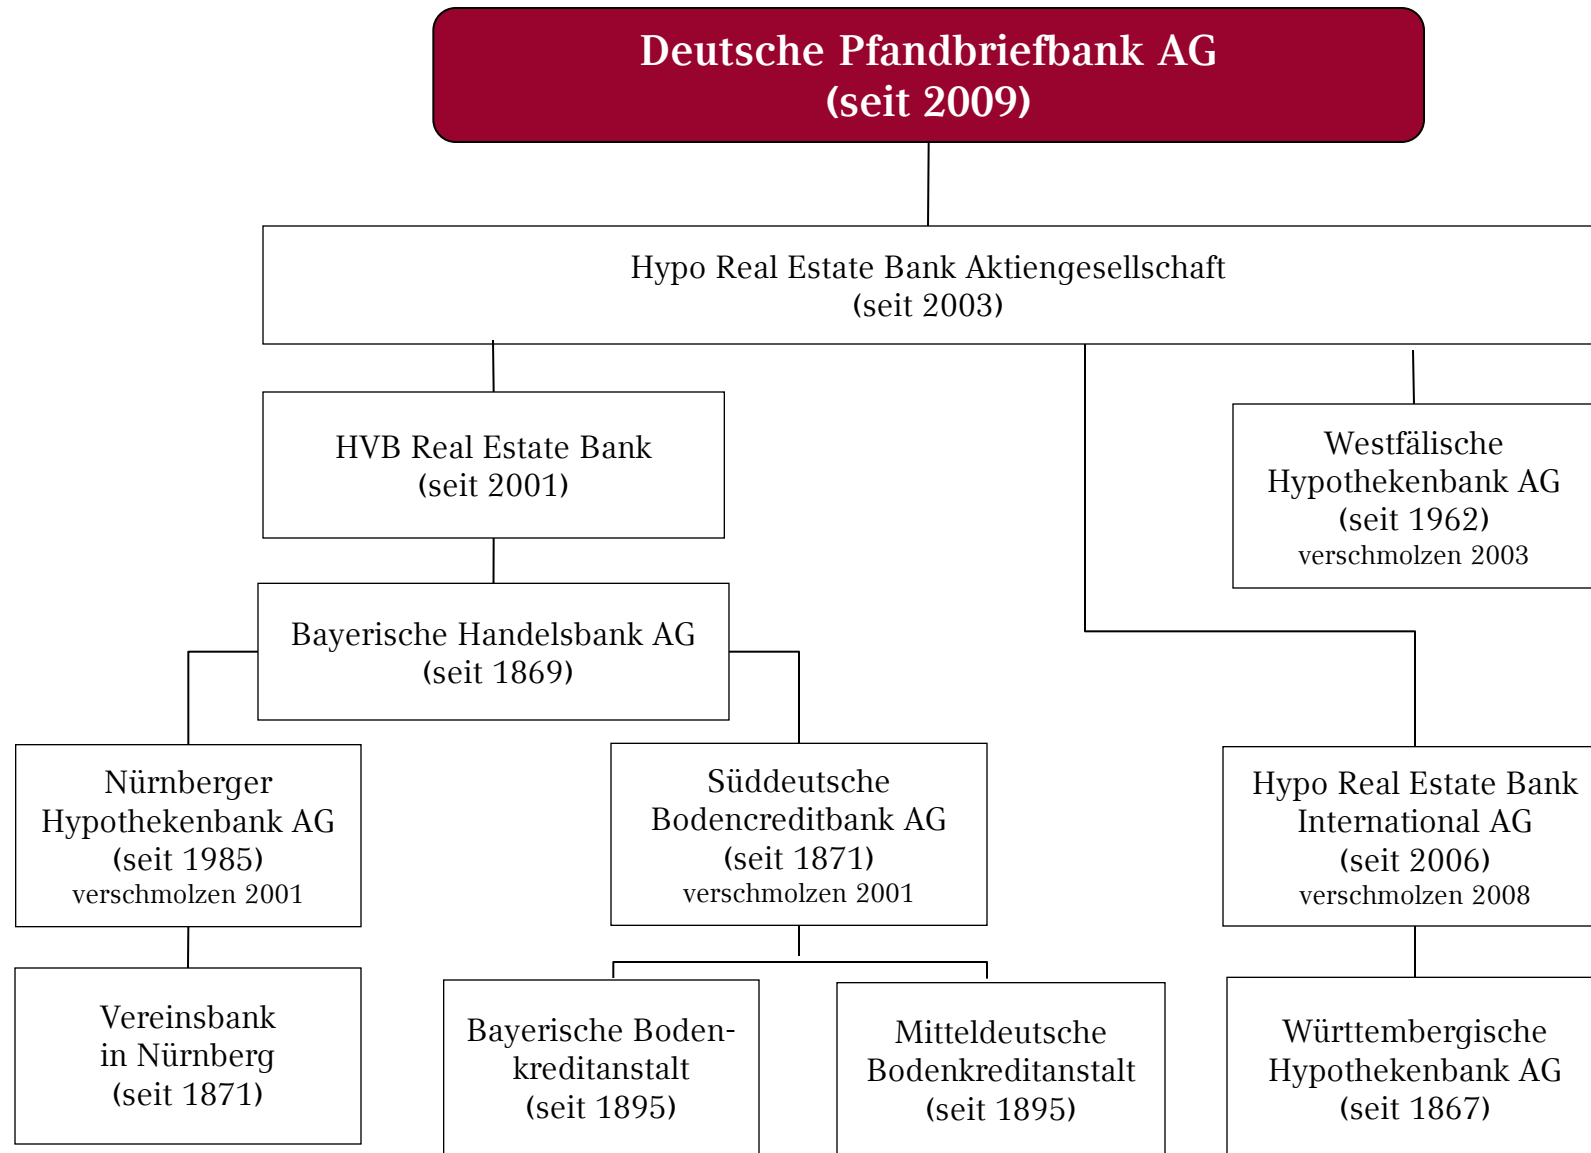 Deutsche Pfandbriefbank AG
(seit 2009)
Hypo Real Estate Bank Aktiengesellschaft
(seit 2003)
HVB Real Estate Bank
(seit 2001)
Westfälische
Hypothekenbank AG
(seit 1962)
verschmolzen 2003
Bayerische Handelsbank AG
(seit 1869)
Nürnberger
Hypothekenbank AG
(seit 1985)
verschmolzen 2001
Süddeutsche
Bodencreditbank AG
(seit 1871)
verschmolzen 2001
Hypo Real Estate Bank
International AG
(seit 2006)
verschmolzen 2008
Vereinsbank
in Nürnberg
(seit 1871)
Bayerische Boden-
kreditanstalt
(seit 1895)
Mitteldeutsche
Bodenkreditanstalt
(seit 1895)
Württembergische
Hypothekenbank AG
(seit 1867)